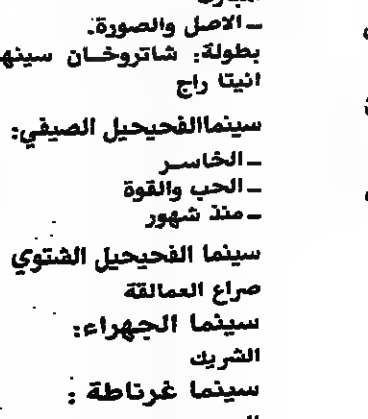 ـ الاصل والصورة.
بطولة: شاتروخان سينها
انيتا راج
سينماالفحيحيل الصيفي:
ـ الخاسر
ـ الحب والقوة
ـ منذ شهور
سينما الفحيحيل الشتوي
صراع العمالقة
سينما الجهراء:
الشريك
سينما غرناطة :